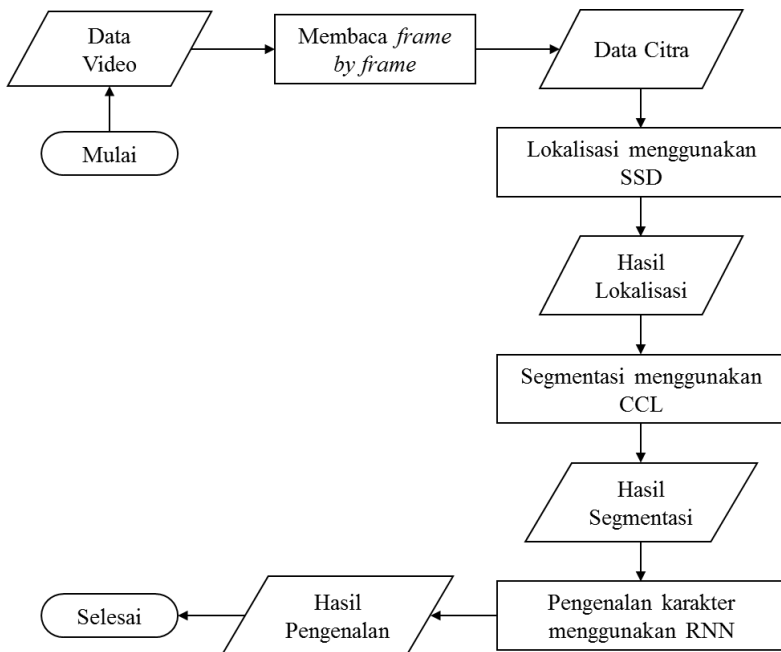 Data
Video
Membaca frame
by frame
Data Citra
Mulai
Lokalisasi menggunakan
SSD
Hasil
Lokalisasi
Segmentasi menggunakan
CCL
Hasil
Segmentasi
Pengenalan karakter
menggunakan RNN
Hasil
Pengenalan
Selesai